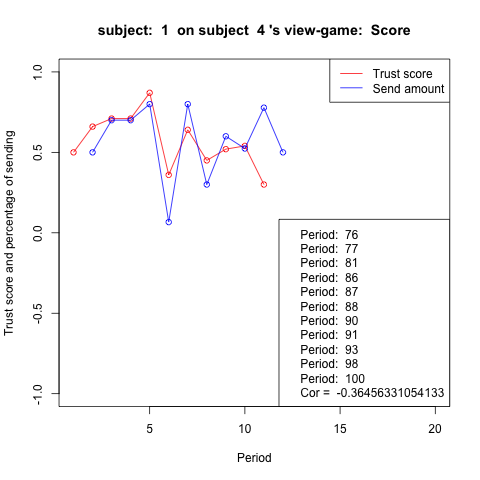 subject:  1  on subject  4 's view-game:  Score
Trust score
Send amount
Trust score and percentage of sending
1.0
0.5
0.0
-0.5
-1.0
Period:  76
Period:  77
Period:  81
Period:  86
Period:  87
Period:  88
Period:  90
Period:  91
Period:  93
Period:  98
Period:  100
Cor =  -0.36456331054133
5
10
15
20
Period